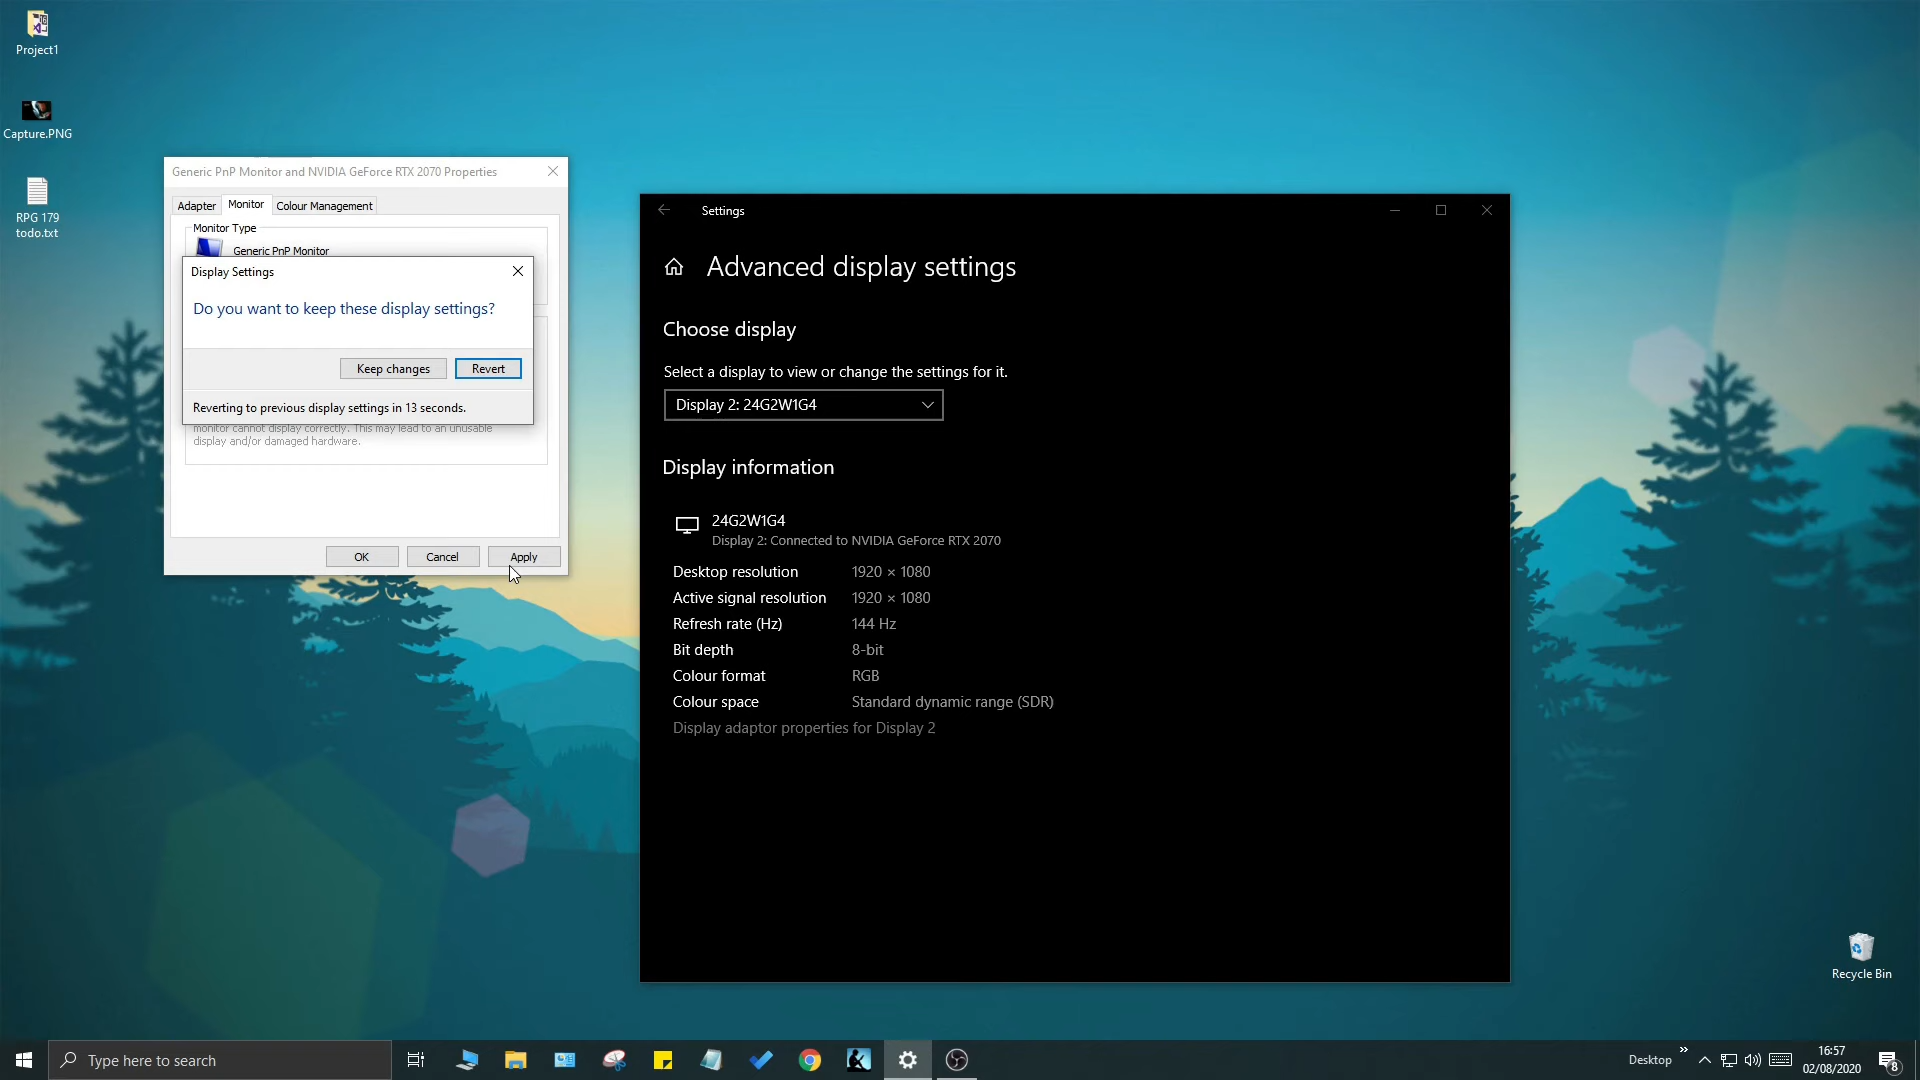 Project1
Capture.PNG
RPG 179
todo.txt
Generic PnP Monitor and NVIDIA GeForce RTX 2070 Properties
Adapter
Monitor
Colour Management
Monitor Type
Generic PnP Monitor
Display Settings
Do you want to keep these display settings?
Keep changes
Revert
Reverting to previous display settings in 13 seconds.
monitor cannot display correctly. This may lead to an unusable
display and/or damaged hardware.
OK
Cancel
Apply
Settings
Advanced display settings
Choose display
Select a display to view or change the settings for it.
Display 2: 24G2W1G4
Display information
24G2W1G4
Display 2: Connected to NVIDIA GeForce RTX 2070
Desktop resolution 1920 × 1080
Active signal resolution 1920 × 1080
Refresh rate (Hz) 144 Hz
Bit depth 8-bit
Colour format RGB
Colour space Standard dynamic range (SDR)
Display adaptor properties for Display 2
Recycle Bin
Type here to search
Desktop
16:57
02/08/2020
8